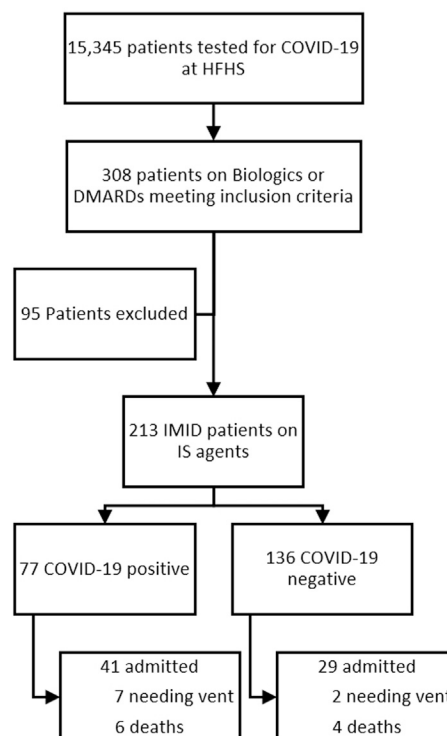 15,345 patients tested for COVID-19
at HFHS
308 patients on Biologics or
DMARDs meeting inclusion criteria
95 Patients excluded
213 IMID patients on
IS agents
77 COVID-19 positive
136 COVID-19
negative
41 admitted
7 needing vent
6 deaths
29 admitted
2 needing vent
4 deaths